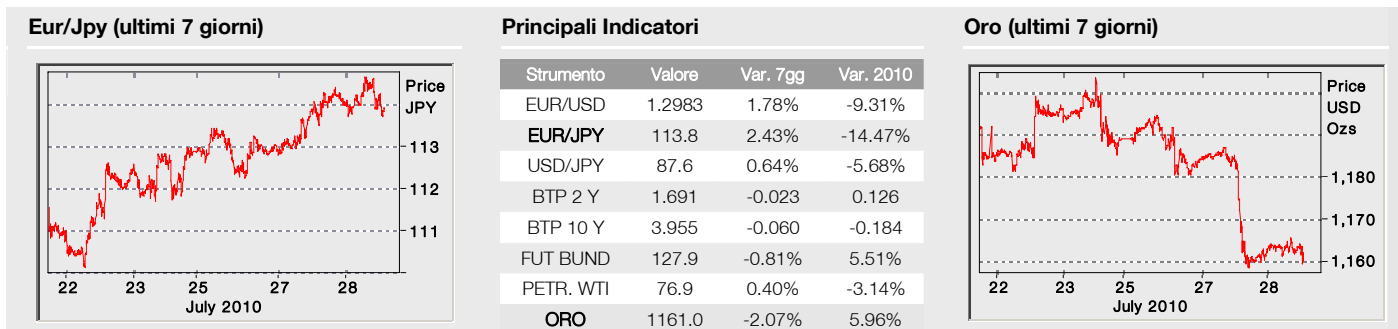 Eur/Jpy (ultimi 7 giorni)
Price
JPY
113
112
111
22 23 25 27 28
July 2010
Principali Indicatori
Strumento Valore Var. 7gg Var. 2010
EUR/USD 1.2983 1.78% -9.31%
EUR/JPY 113.8 2.43% -14.47%
USD/JPY 87.6 0.64% -5.68%
BTP 2 Y 1.691 -0.023 0.126
BTP 10 Y 3.955 -0.060 -0.184
FUT BUND 127.9 -0.81% 5.51%
PETR. WTI 76.9 0.40% -3.14%
ORO 1161.0 -2.07% 5.96%
Oro (ultimi 7 giorni)
Price
USD
Ozs
1,180
1,170
1,160
22 23 25 27 28
July 2010